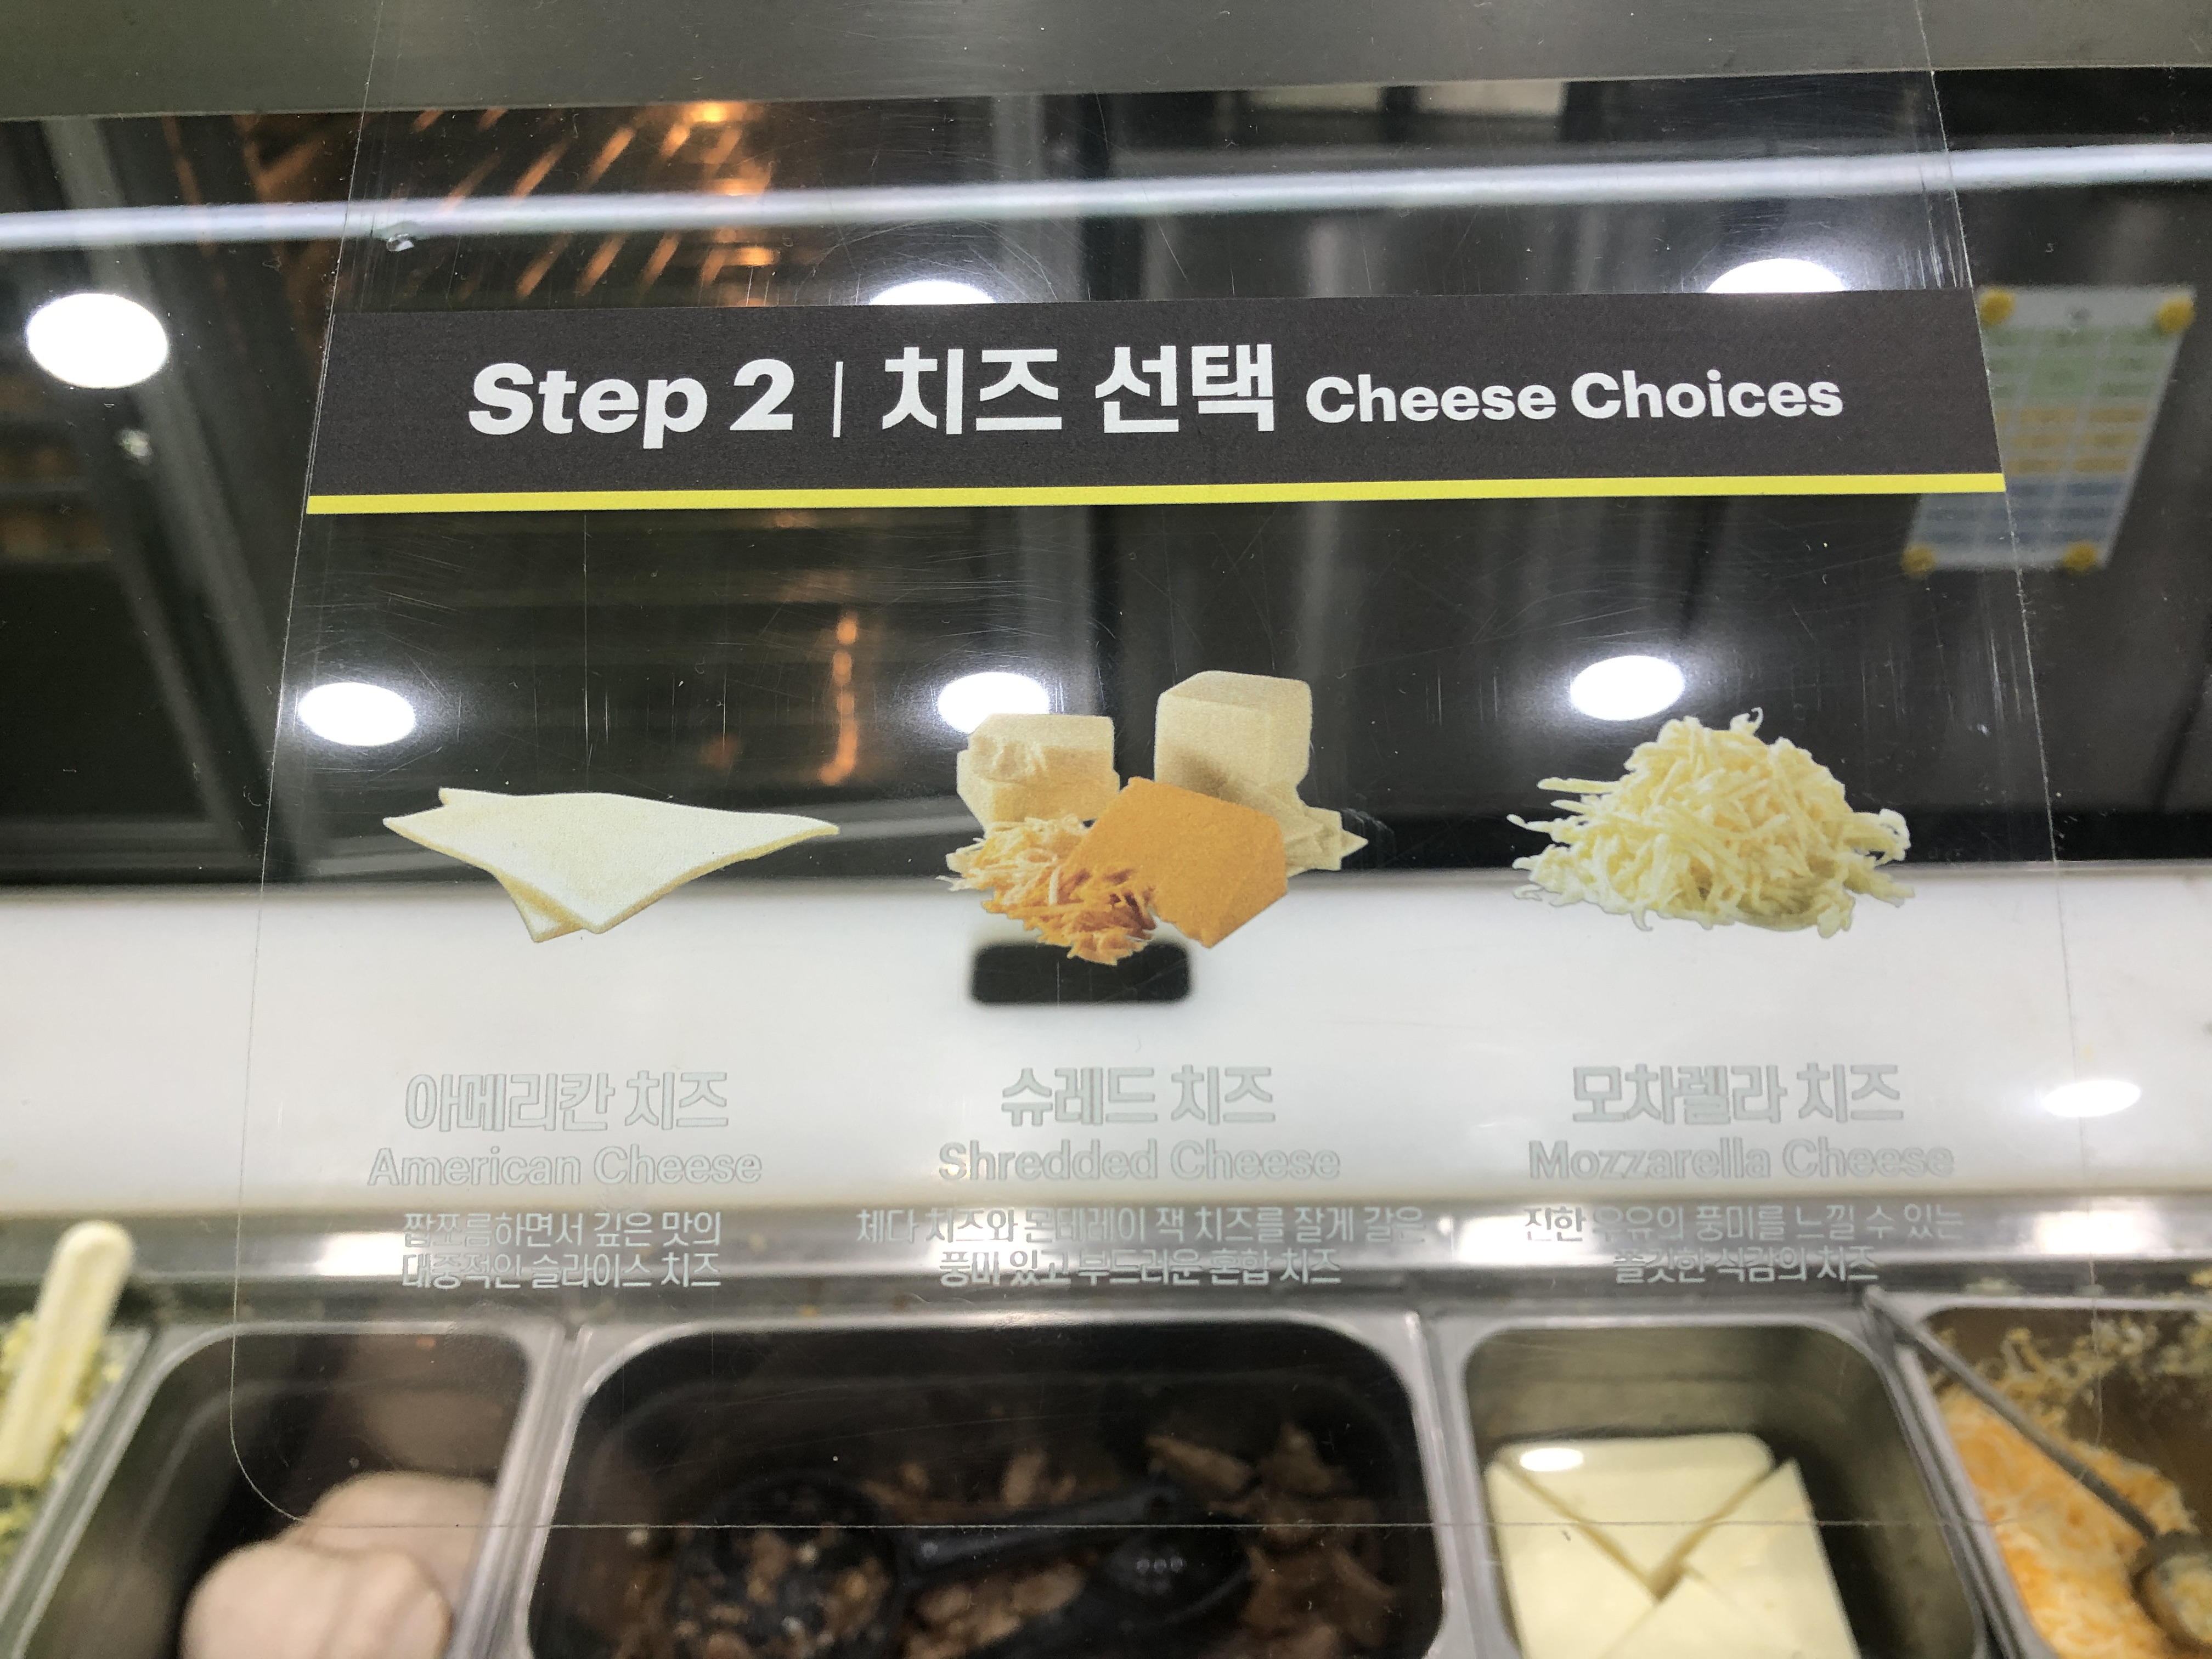 Step 2 | 치즈 선택 Cheese Choices
아메리칸 치즈
American Cheese
짭쪼름하면서 깊은 맛의
대중적인 슬라이스 치즈
슈레드 치즈
Shredded Cheese
체다 치즈와 몬테레이 잭 치즈를 잘게 갈은
풍미 있고 부드러운 혼합 치즈
모차렐라 치즈
Mozzarella Cheese
진한 우유의 풍미를 느낄 수 있는
쫄깃한 식감의 치즈